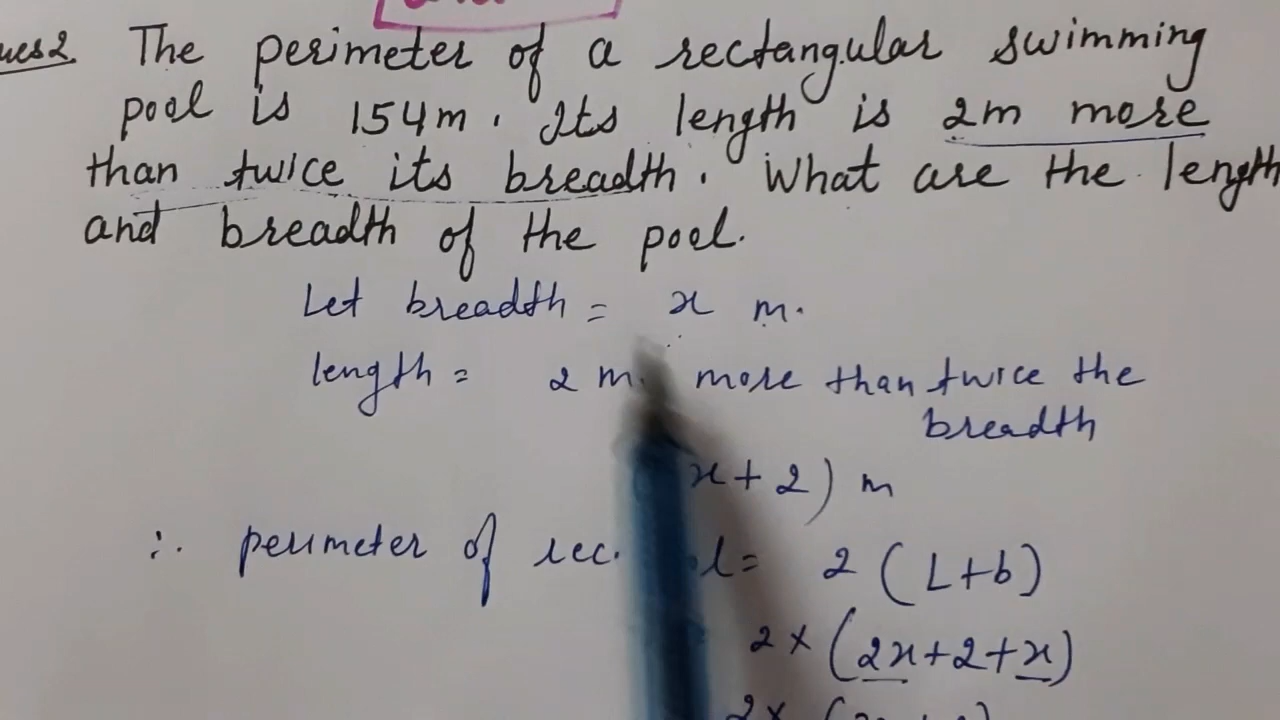 The perimeter of a rectangular swimming
pool is 154m. Its length is 2m more
than twice its breadth. What are the length
and breadth of the pool.
Let breadth = x m.
length = 2 m. more than twice the
breadth
x + 2) m
∴ perimeter of rec. = 2 (L+b)
2 × (2x+2+x)
2×